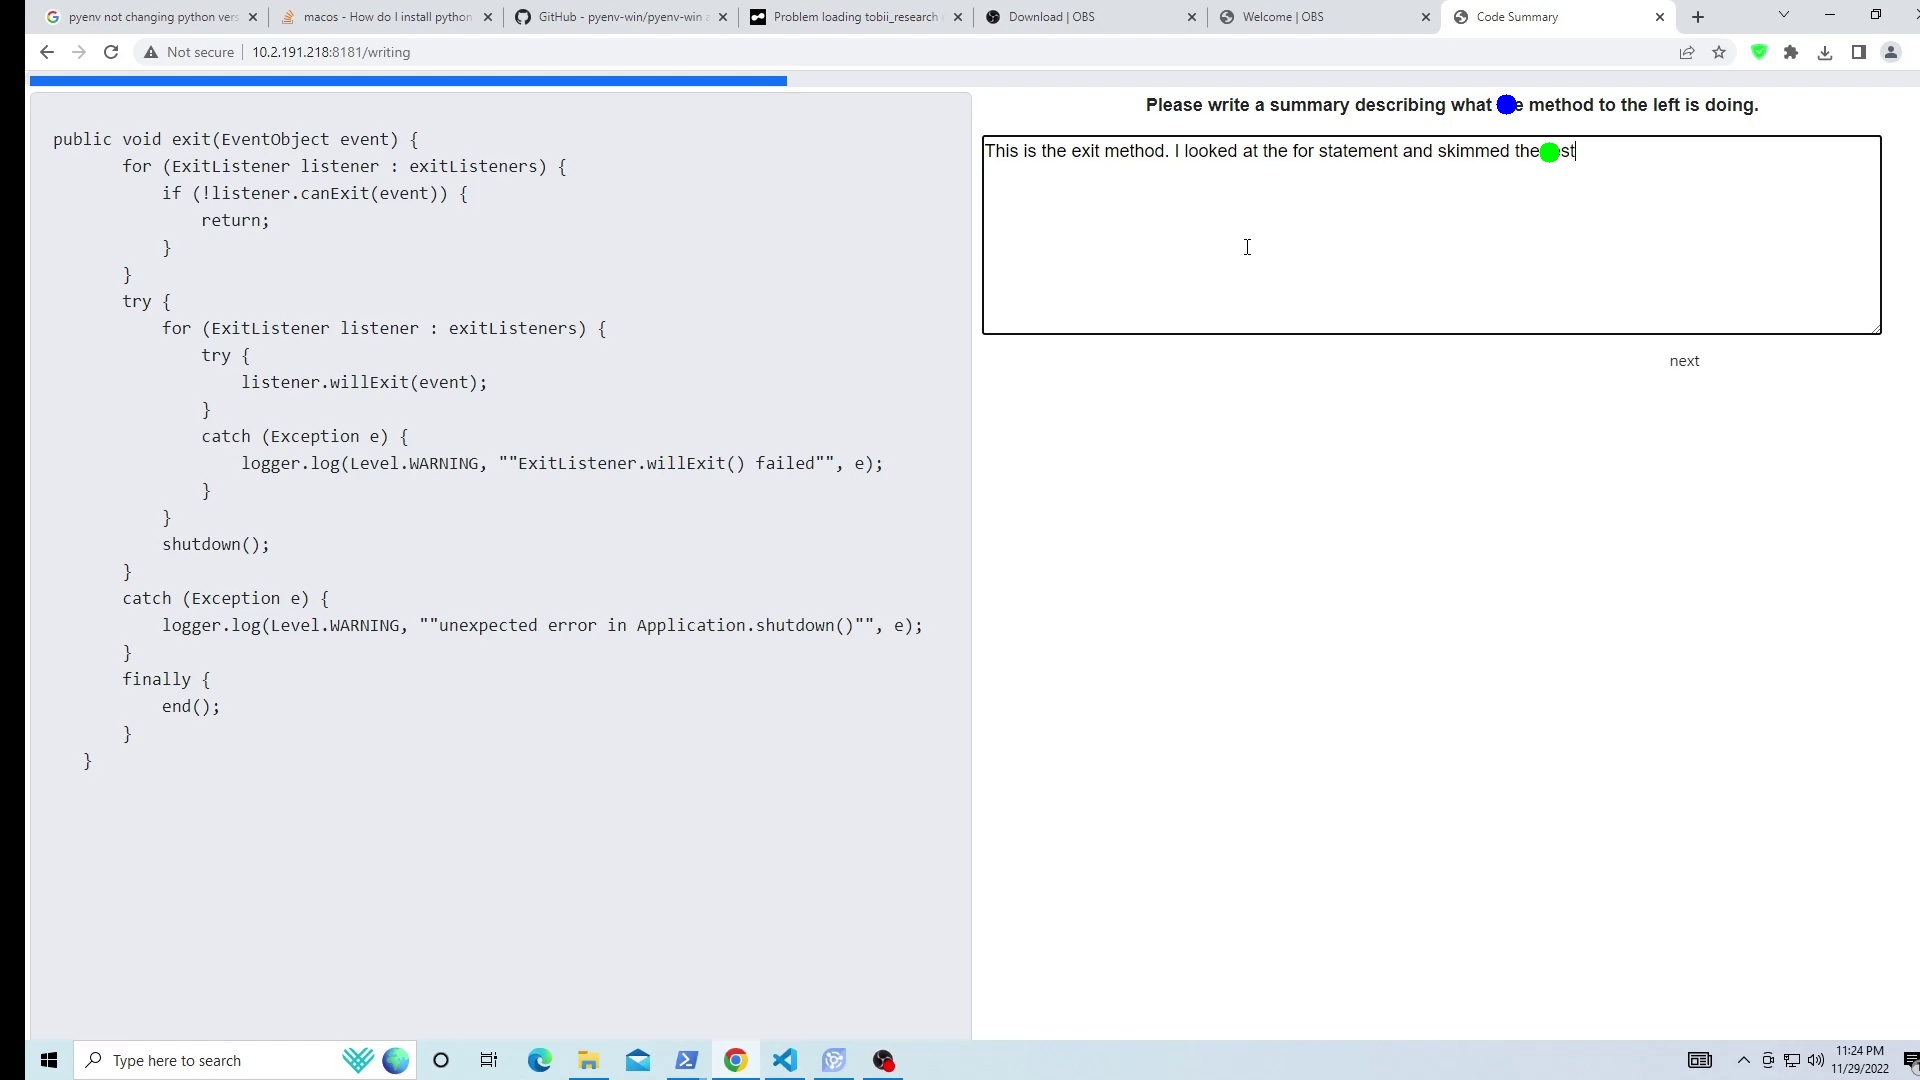 pyenv not changing python vers
macos - How do I install python
GitHub - pyenv-win/pyenv-win a
Problem loading tobii_research
Download | OBS
Welcome | OBS
Code Summary
Not secure
10.2.191.218:8181/writing
Please write a summary describing what method to the left is doing.
public void exit(EventObject event) {
for (ExitListener listener : exitListeners) {
if (!listener.canExit(event)) {
return;
}
}
try {
for (ExitListener listener : exitListeners) {
try {
listener.willExit(event);
}
catch (Exception e) {
logger.log(Level.WARNING, ""ExitListener.willExit() failed"", e);
}
}
shutdown();
}
catch (Exception e) {
logger.log(Level.WARNING, ""unexpected error in Application.shutdown()"", e);
}
finally {
end();
}
}
This is the exit method. I looked at the for statement and skimmed the
next
Type here to search
11:24 PM
11/29/2022